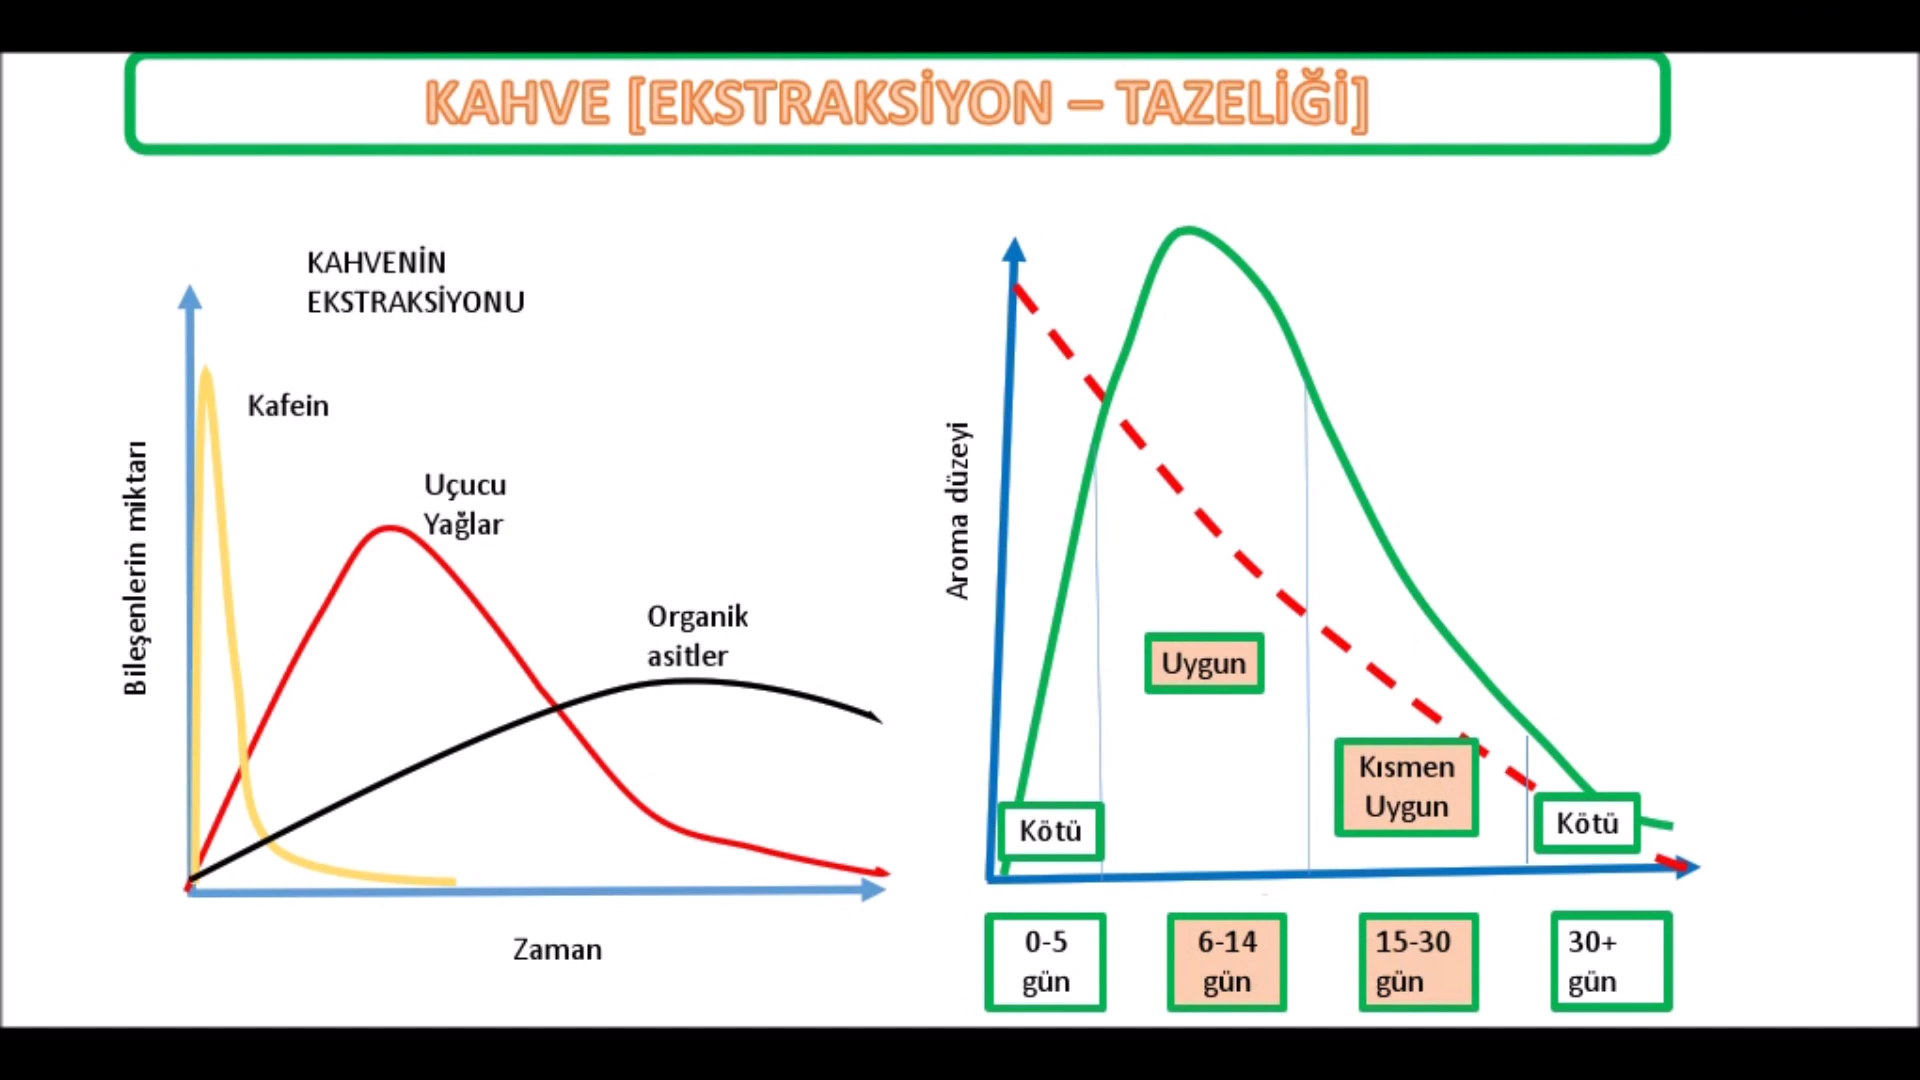 KAHVE [EKSTRAKSİYON – TAZELİĞİ]
KAHVENİN
EKSTRAKSİYONU
Kafein
Uçucu
Yağlar
Organik
asitler
Bileşenlerin miktarı
Zaman
Aroma düzeyi
Uygun
Kısmen
Uygun
Kötü
Kötü
0-5
gün
6-14
gün
15-30
gün
30+
gün